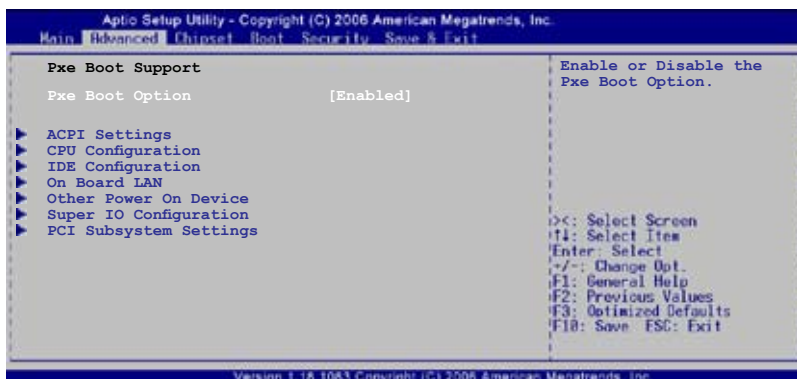 Aptio Setup Utility - Copyright (C) 2006 American Megatrends, Inc.
Main Advanced Chipset Boot Security Save & Exit
Pxe Boot Support
Pxe Boot Option [Enabled]
ACPI Settings
CPU Configuration
IDE Configuration
On Board LAN
Other Power On Device
Super IO Configuration
PCI Subsystem Settings
Enable or Disable the
Pxe Boot Option.
><: Select Screen
↑↓: Select Item
Enter: Select
+/-: Change Opt.
F1: General Help
F2: Previous Values
F3: Optimized Defaults
F10: Save ESC: Exit
Version 1.18.1083 Copyright (C) 2006 American Megatrends, Inc.